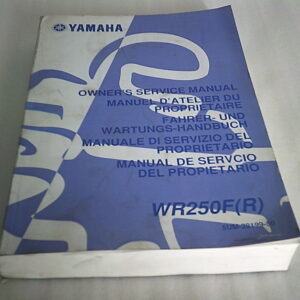 YAMAHA
OWNER'S SERVICE MANUAL
MANUEL D'ATELIER DU
PROPRIETAIRE
FAHRER- UND
WARTUNGS-HANDBUCH
MANUALE DI SERVIZIO DEL
PROPRIETARIO
MANUAL DE SERVCIO
DEL PROPIETARIO
WR250F(R)